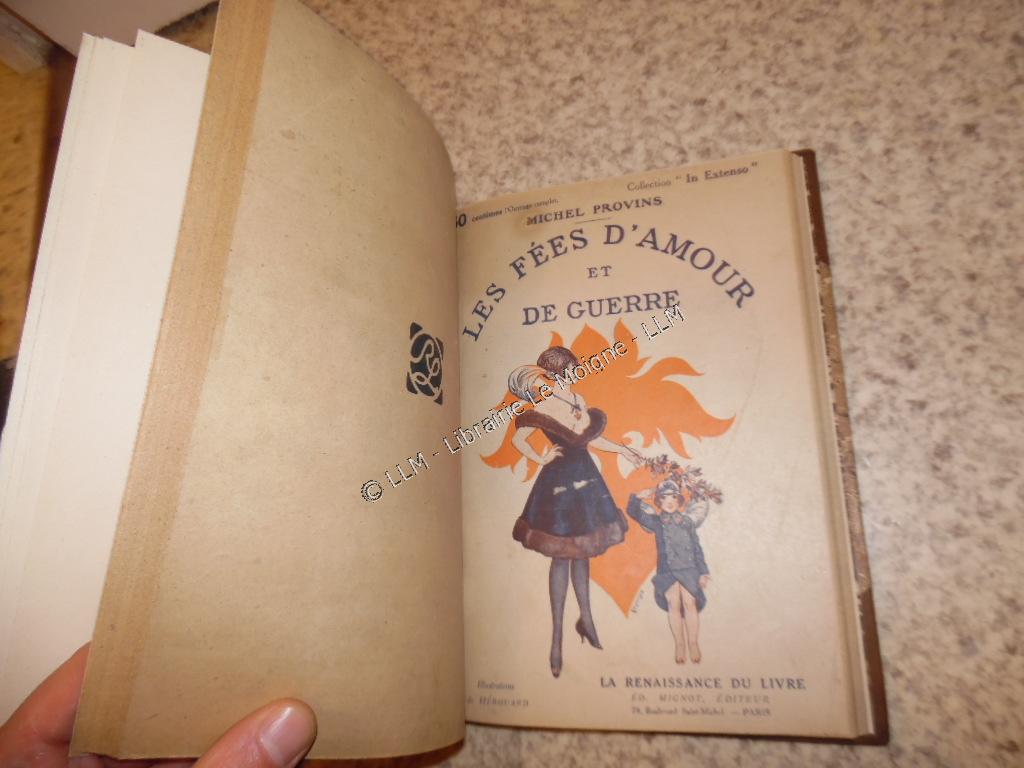 Collection "In Extenso"
50 centimes l'Ouvrage complet.
MICHEL PROVINS
LES FÉES D'AMOUR
ET
DE GUERRE
© LLM - Librairie Le Moigne - LLM
Illustrations
de HÉROUARD
LA RENAISSANCE DU LIVRE
ED. MIGNOT, ÉDITEUR
78, Boulevard Saint-Michel — PARIS